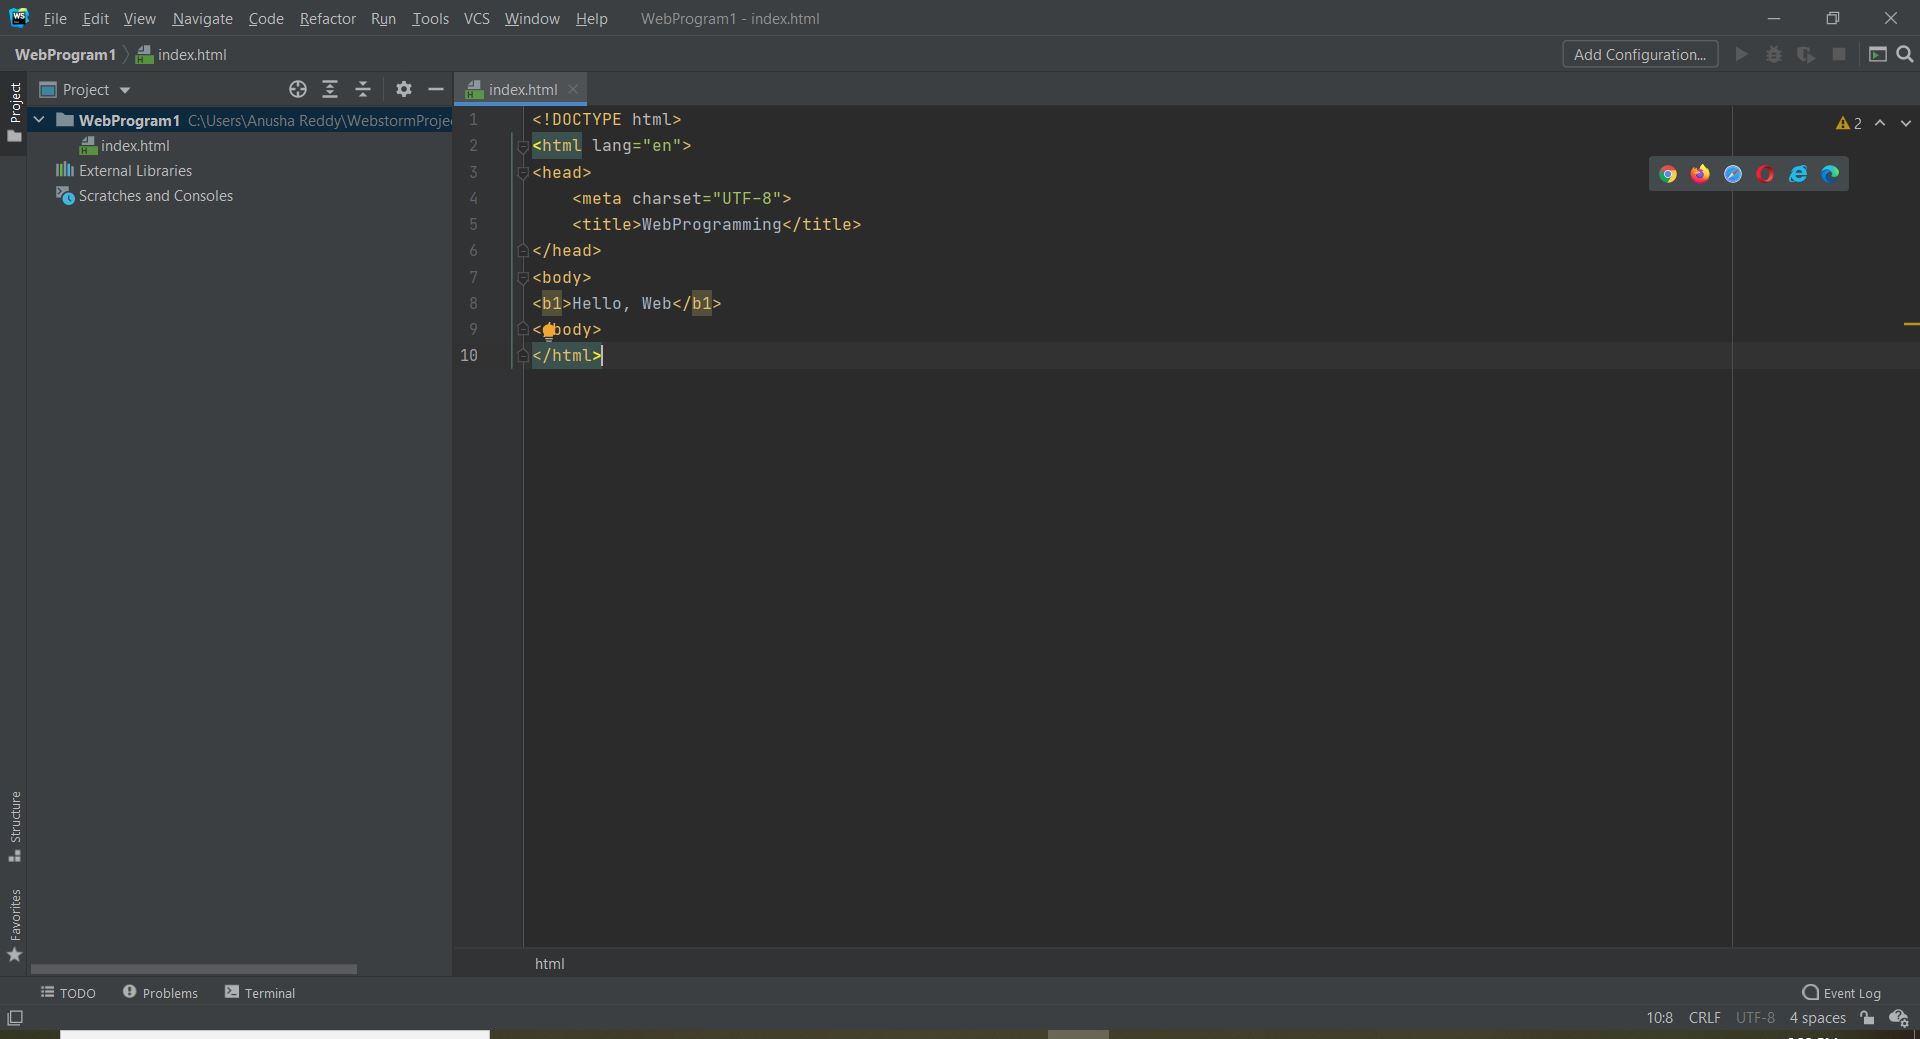 WS File Edit View Navigate Code Refactor Run Tools VCS Window Help WebProgram1 - index.html
WebProgram1 index.html Add Configuration...
Project
Project
index.html
WebProgram1 C:\Users\Anusha Reddy\WebstormProje
index.html
External Libraries
Scratches and Consoles
1 <!DOCTYPE html>
2 <html lang="en">
3 <head>
4 <meta charset="UTF-8">
5 <title>WebProgramming</title>
6 </head>
7 <body>
8 <b1>Hello, Web</b1>
9 <body>
10 </html>
2
Structure
Favorites
html
TODO Problems Terminal Event Log
10:8 CRLF UTF-8 4 spaces